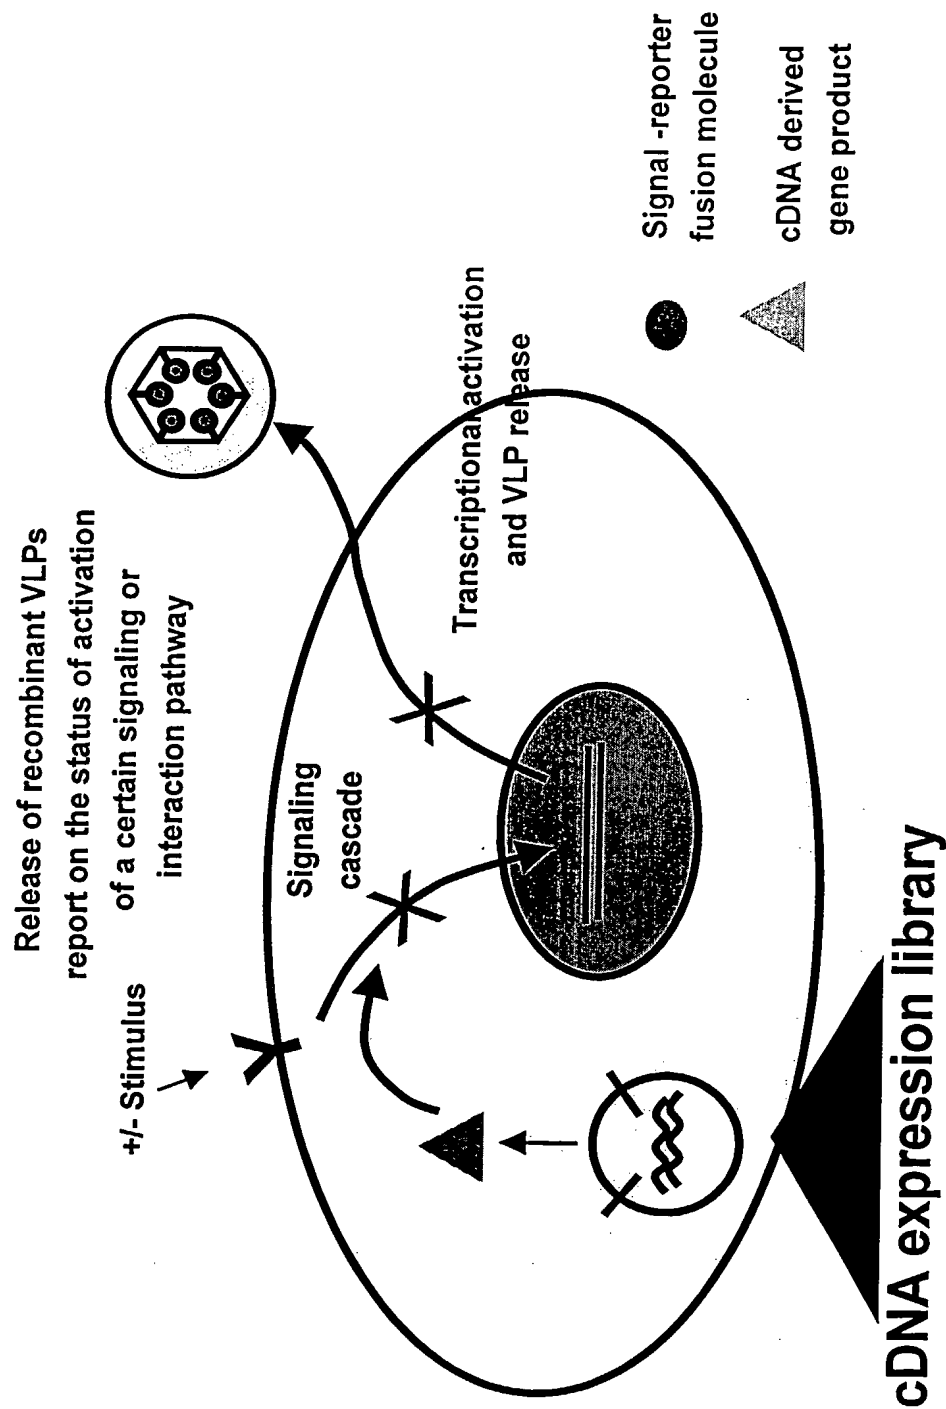 Release of recombinant VLPs
report on the status of activation
of a certain signaling or
interaction pathway
+/- Stimulus
Signaling
cascade
Transcriptional activation
and VLP release
Signal -reporter
fusion molecule
cDNA derived
gene product
cDNA expression library